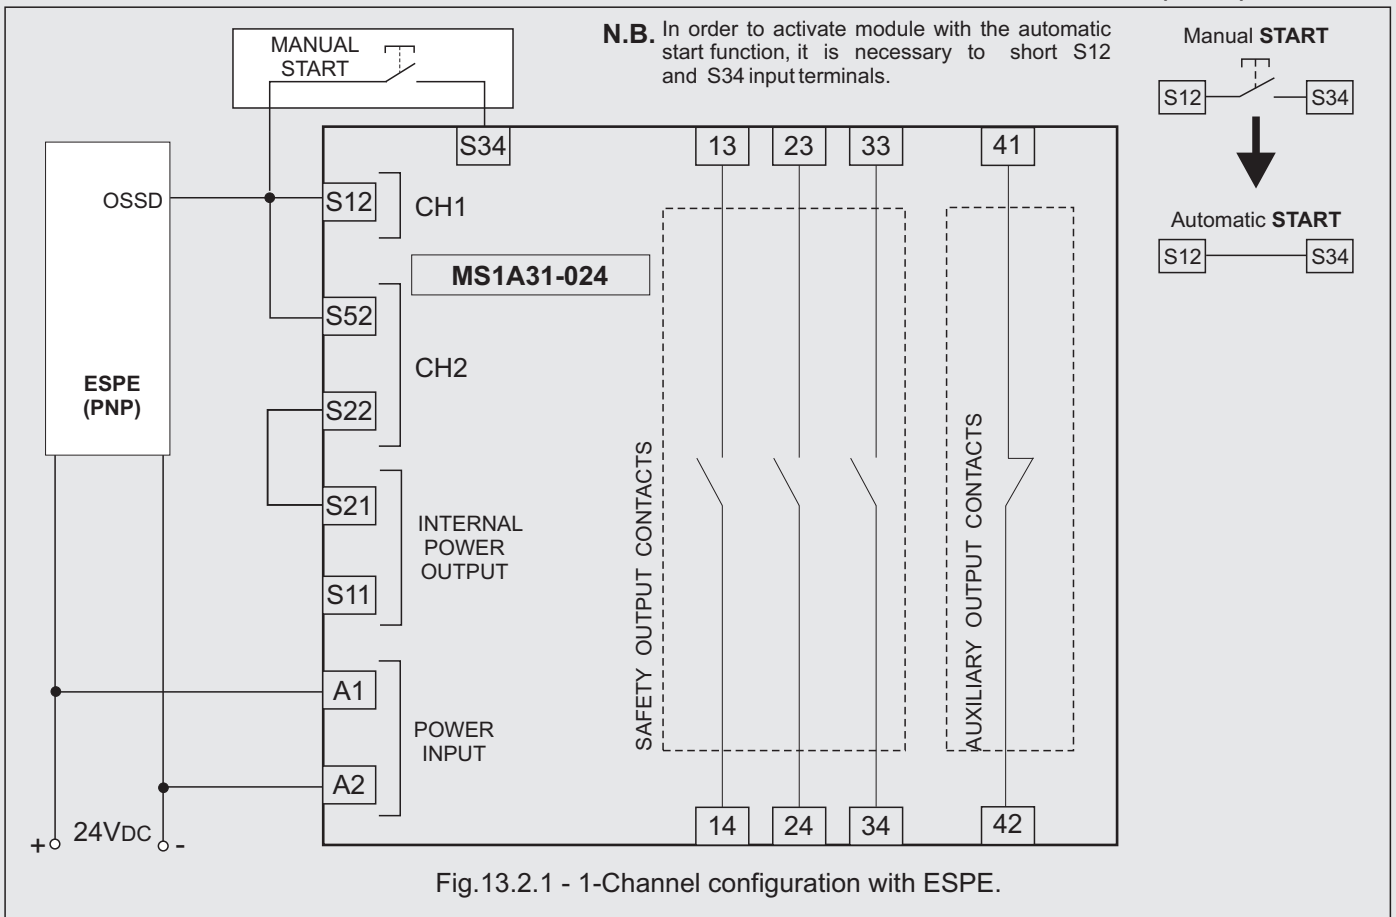 MANUAL
START
N.B. In order to activate module with the automatic
start function, it is necessary to short S12
and S34 input terminals.
Manual START
S12 S34
Automatic START
S12 S34
S34
13 23 33 41
OSSD
S12
CH1
MS1A31-024
S52
CH2
S22
ESPE
(PNP)
S21
INTERNAL
POWER
OUTPUT
S11
A1
POWER
INPUT
A2
SAFETY OUTPUT CONTACTS
AUXILIARY OUTPUT CONTACTS
+ 24VDC -
14 24 34 42
Fig.13.2.1 - 1-Channel configuration with ESPE.